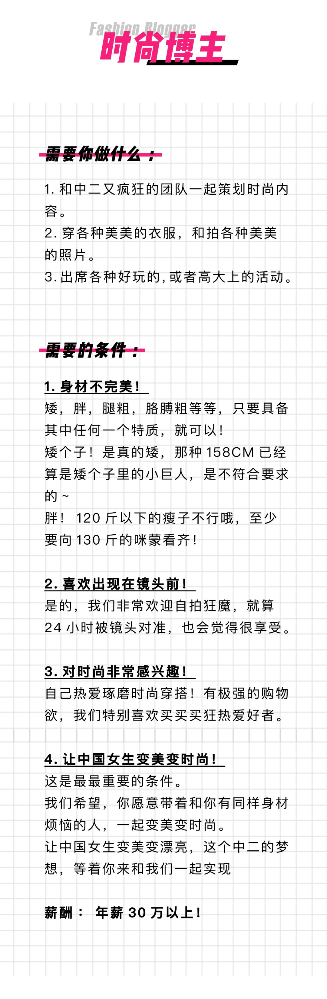 Fashion Blogger
时尚博主
需要你做什么：
1. 和中二又疯狂的团队一起策划时尚内
容。
2. 穿各种美美的衣服，和拍各种美美
的照片。
3. 出席各种好玩的，或者高大上的活动。
需要的条件：
1. 身材不完美！
矮，胖，腿粗，胳膊粗等等，只要具备
其中任何一个特质，就可以！
矮个子！是真的矮，那种 158CM 已经
算是矮个子里的小巨人，是不符合要求
的 ~
胖！ 120 斤以下的瘦子不行哦，至少
要向 130 斤的咪蒙看齐！
2. 喜欢出现在镜头前！
是的，我们非常欢迎自拍狂魔，就算
24 小时被镜头对准，也会觉得很享受。
3. 对时尚非常感兴趣！
自己热爱琢磨时尚穿搭！有极强的购物
欲，我们特别喜欢买买买狂热爱好者。
4. 让中国女生变美变时尚！
这是最最重要的条件。
我们希望，你愿意带着和你有同样身材
烦恼的人，一起变美变时尚。
让中国女生变美变漂亮，这个中二的梦
想，等着你来和我们一起实现
薪酬： 年薪 30 万以上！